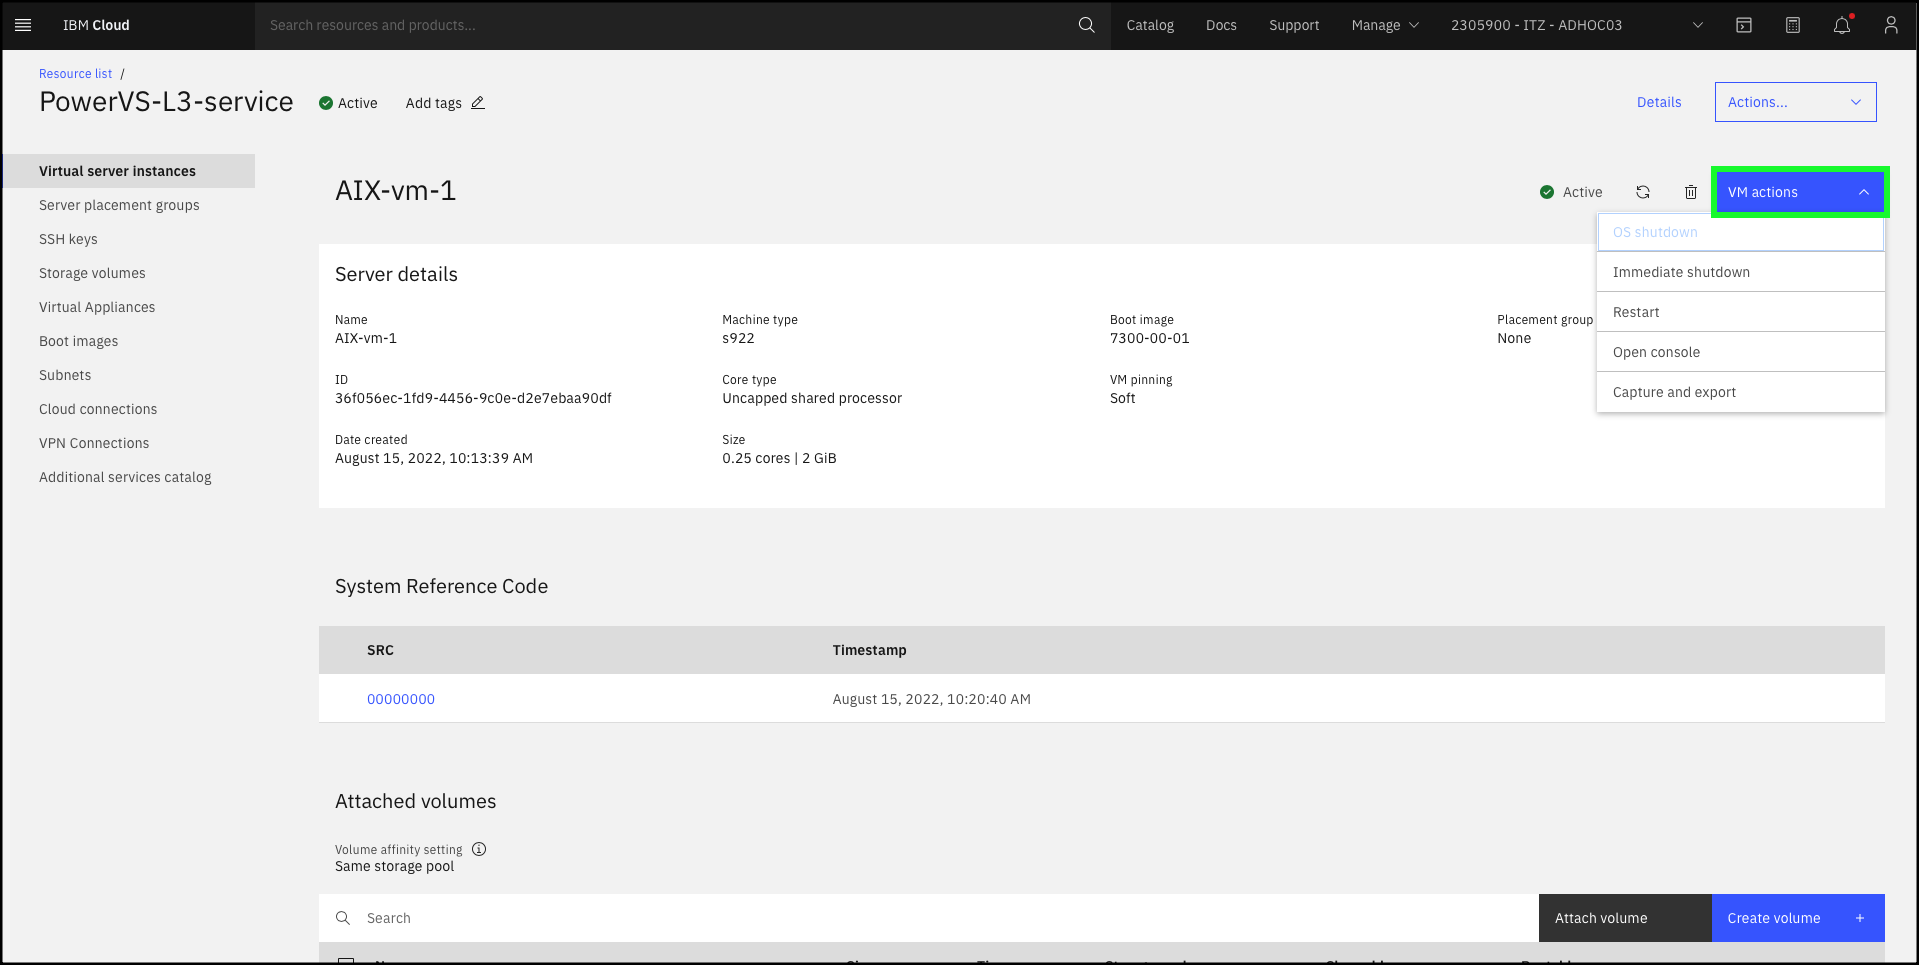 IBM Cloud
Search resources and products...
Catalog
Docs
Support
Manage
2305900 - ITZ - ADHOC03
Resource list /
PowerVS-L3-service
Active
Add tags
Details
Actions...
Virtual server instances
Server placement groups
SSH keys
Storage volumes
Virtual Appliances
Boot images
Subnets
Cloud connections
VPN Connections
Additional services catalog
AIX-vm-1
Active
VM actions
OS shutdown
Immediate shutdown
Restart
Open console
Capture and export
Server details
Name
AIX-vm-1
Machine type
s922
Boot image
7300-00-01
Placement group
None
ID
36f056ec-1fd9-4456-9c0e-d2e7ebaa90df
Core type
Uncapped shared processor
VM pinning
Soft
Date created
August 15, 2022, 10:13:39 AM
Size
0.25 cores | 2 GiB
System Reference Code
SRC
Timestamp
00000000
August 15, 2022, 10:20:40 AM
Attached volumes
Volume affinity setting
Same storage pool
Search
Attach volume
Create volume +